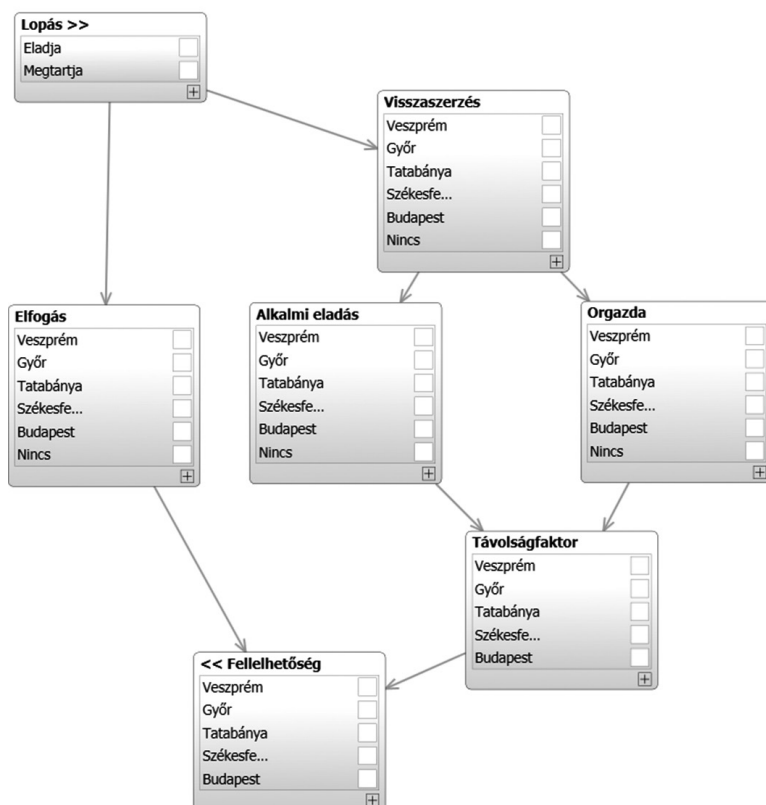 Lopás >>
Eladja
Megtartja
Visszaszerzés
Veszprém
Győr
Tatabánya
Székesfe...
Budapest
Nincs
Elfogás
Veszprém
Győr
Tatabánya
Székesfe...
Budapest
Nincs
Alkalmi eladás
Veszprém
Győr
Tatabánya
Székesfe...
Budapest
Nincs
Orgazda
Veszprém
Győr
Tatabánya
Székesfe...
Budapest
Nincs
Távolságfaktor
Veszprém
Győr
Tatabánya
Székesfe...
Budapest
<< Fellelhetőség
Veszprém
Győr
Tatabánya
Székesfe...
Budapest